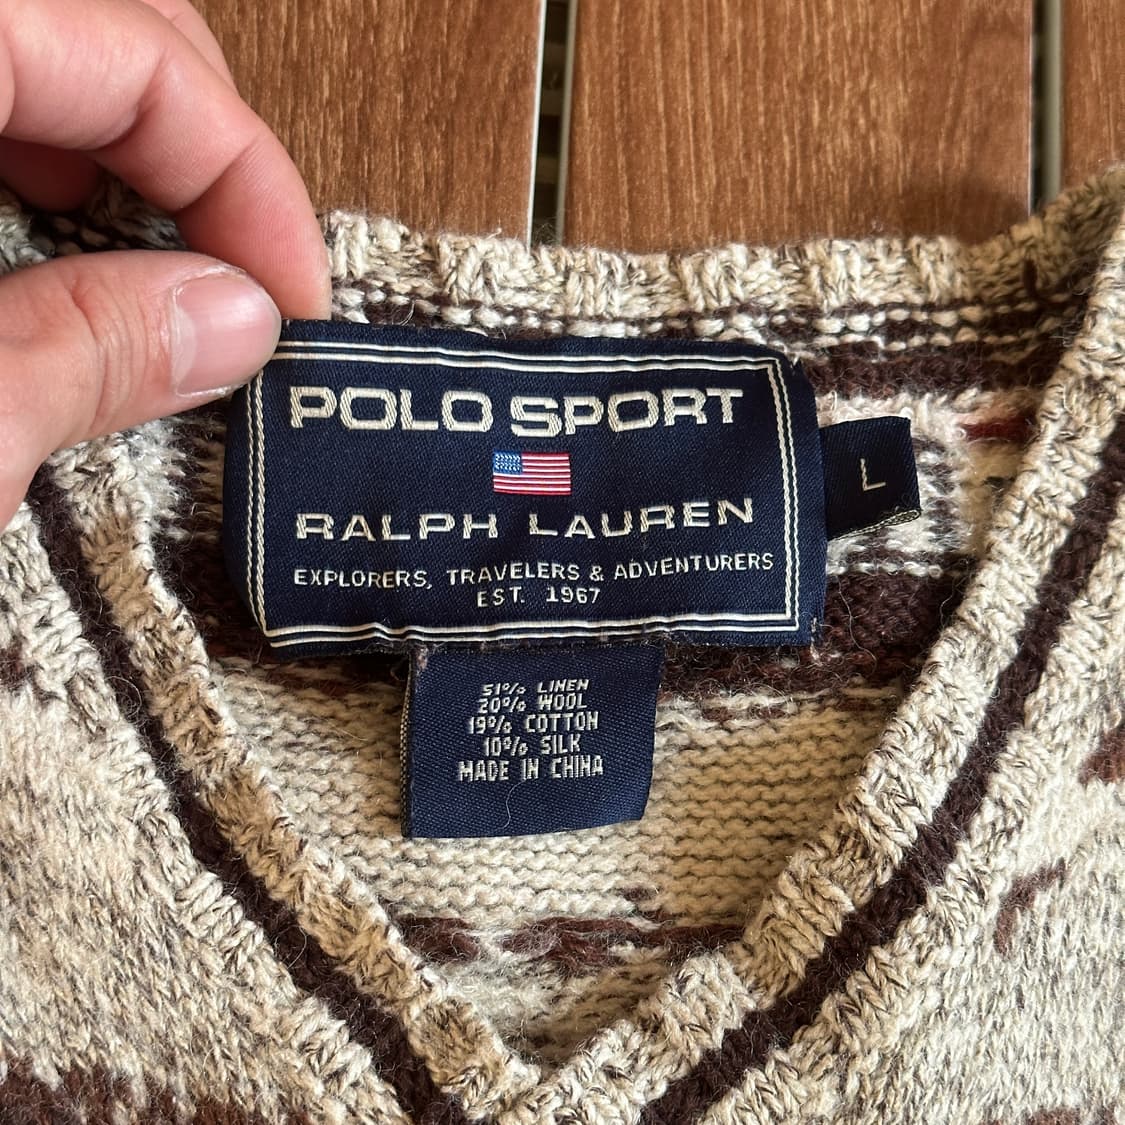 POLO SPORT
RALPH LAUREN
EXPLORERS, TRAVELERS & ADVENTURERS
EST. 1967
L
51% LINEN
20% WOOL
19% COTTON
10% SILK
MADE IN CHINA